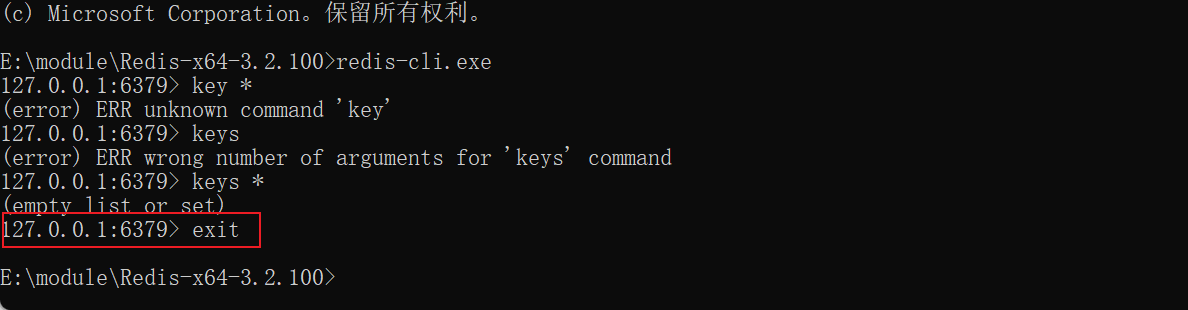 (c) Microsoft Corporation。保留所有权利。
E:\module\Redis-x64-3.2.100>redis-cli.exe
127.0.0.1:6379> key *
(error) ERR unknown command 'key'
127.0.0.1:6379> keys
(error) ERR wrong number of arguments for 'keys' command
127.0.0.1:6379> keys *
(empty list or set)
127.0.0.1:6379> exit
E:\module\Redis-x64-3.2.100>